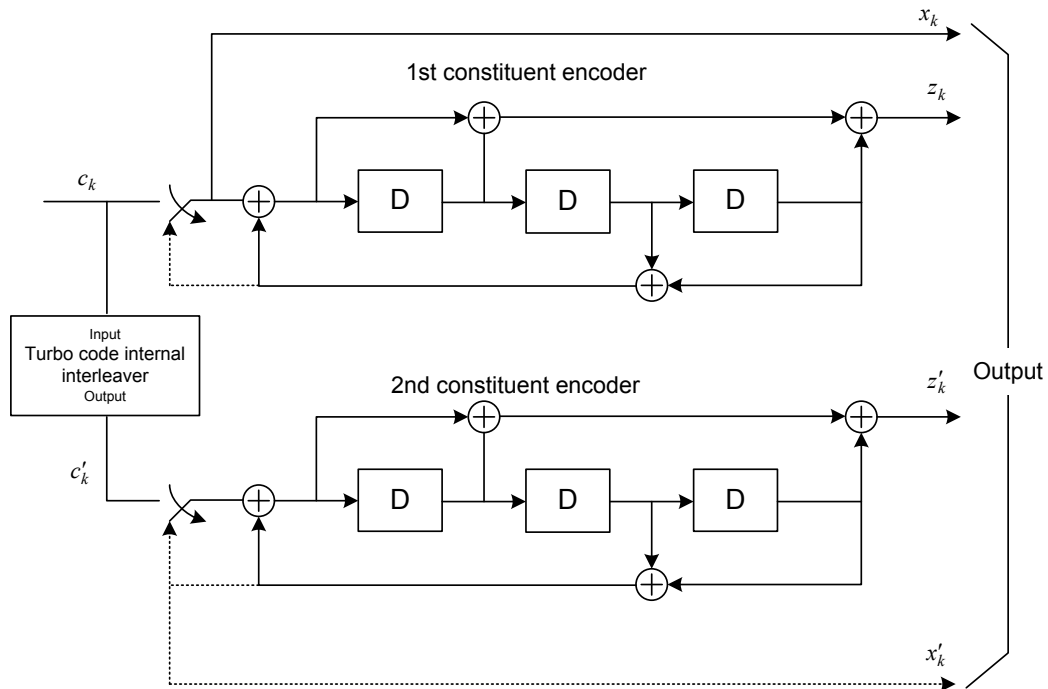 x_k
1st constituent encoder
z_k
c_k
D D D
Input
Turbo code internal
interleaver
Output
Output
2nd constituent encoder
z′_k
c′_k
D D D
x′_k